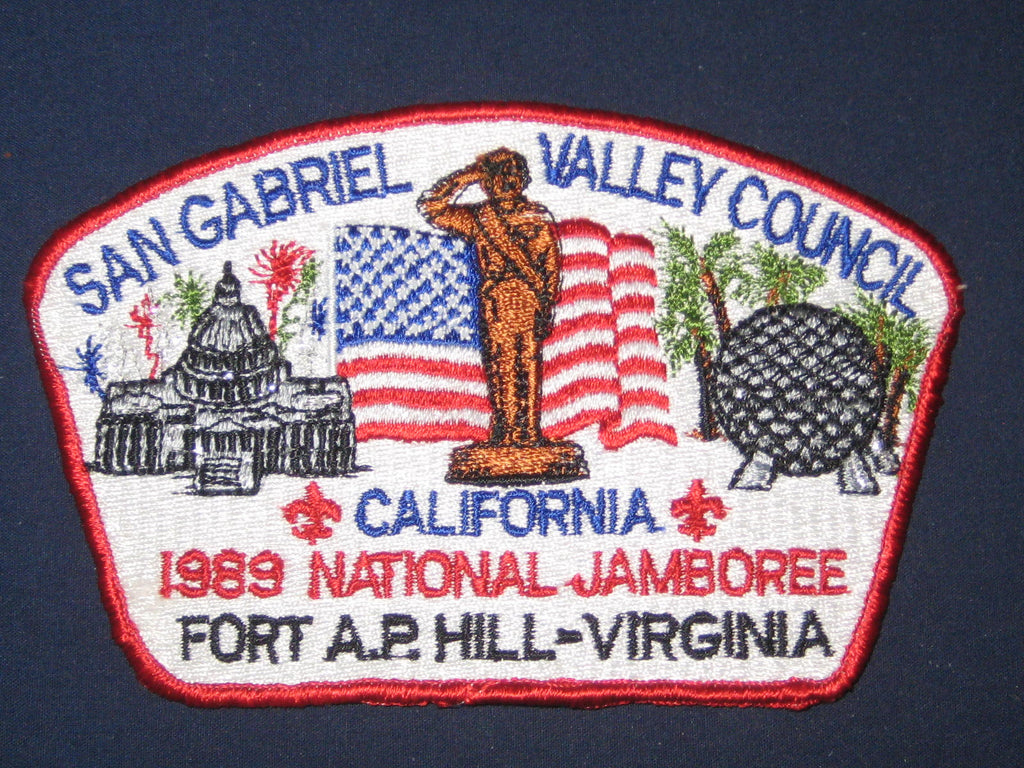 SAN GABRIEL VALLEY COUNCIL
CALIFORNIA
1989 NATIONAL JAMBOREE
FORT A.P. HILL-VIRGINIA